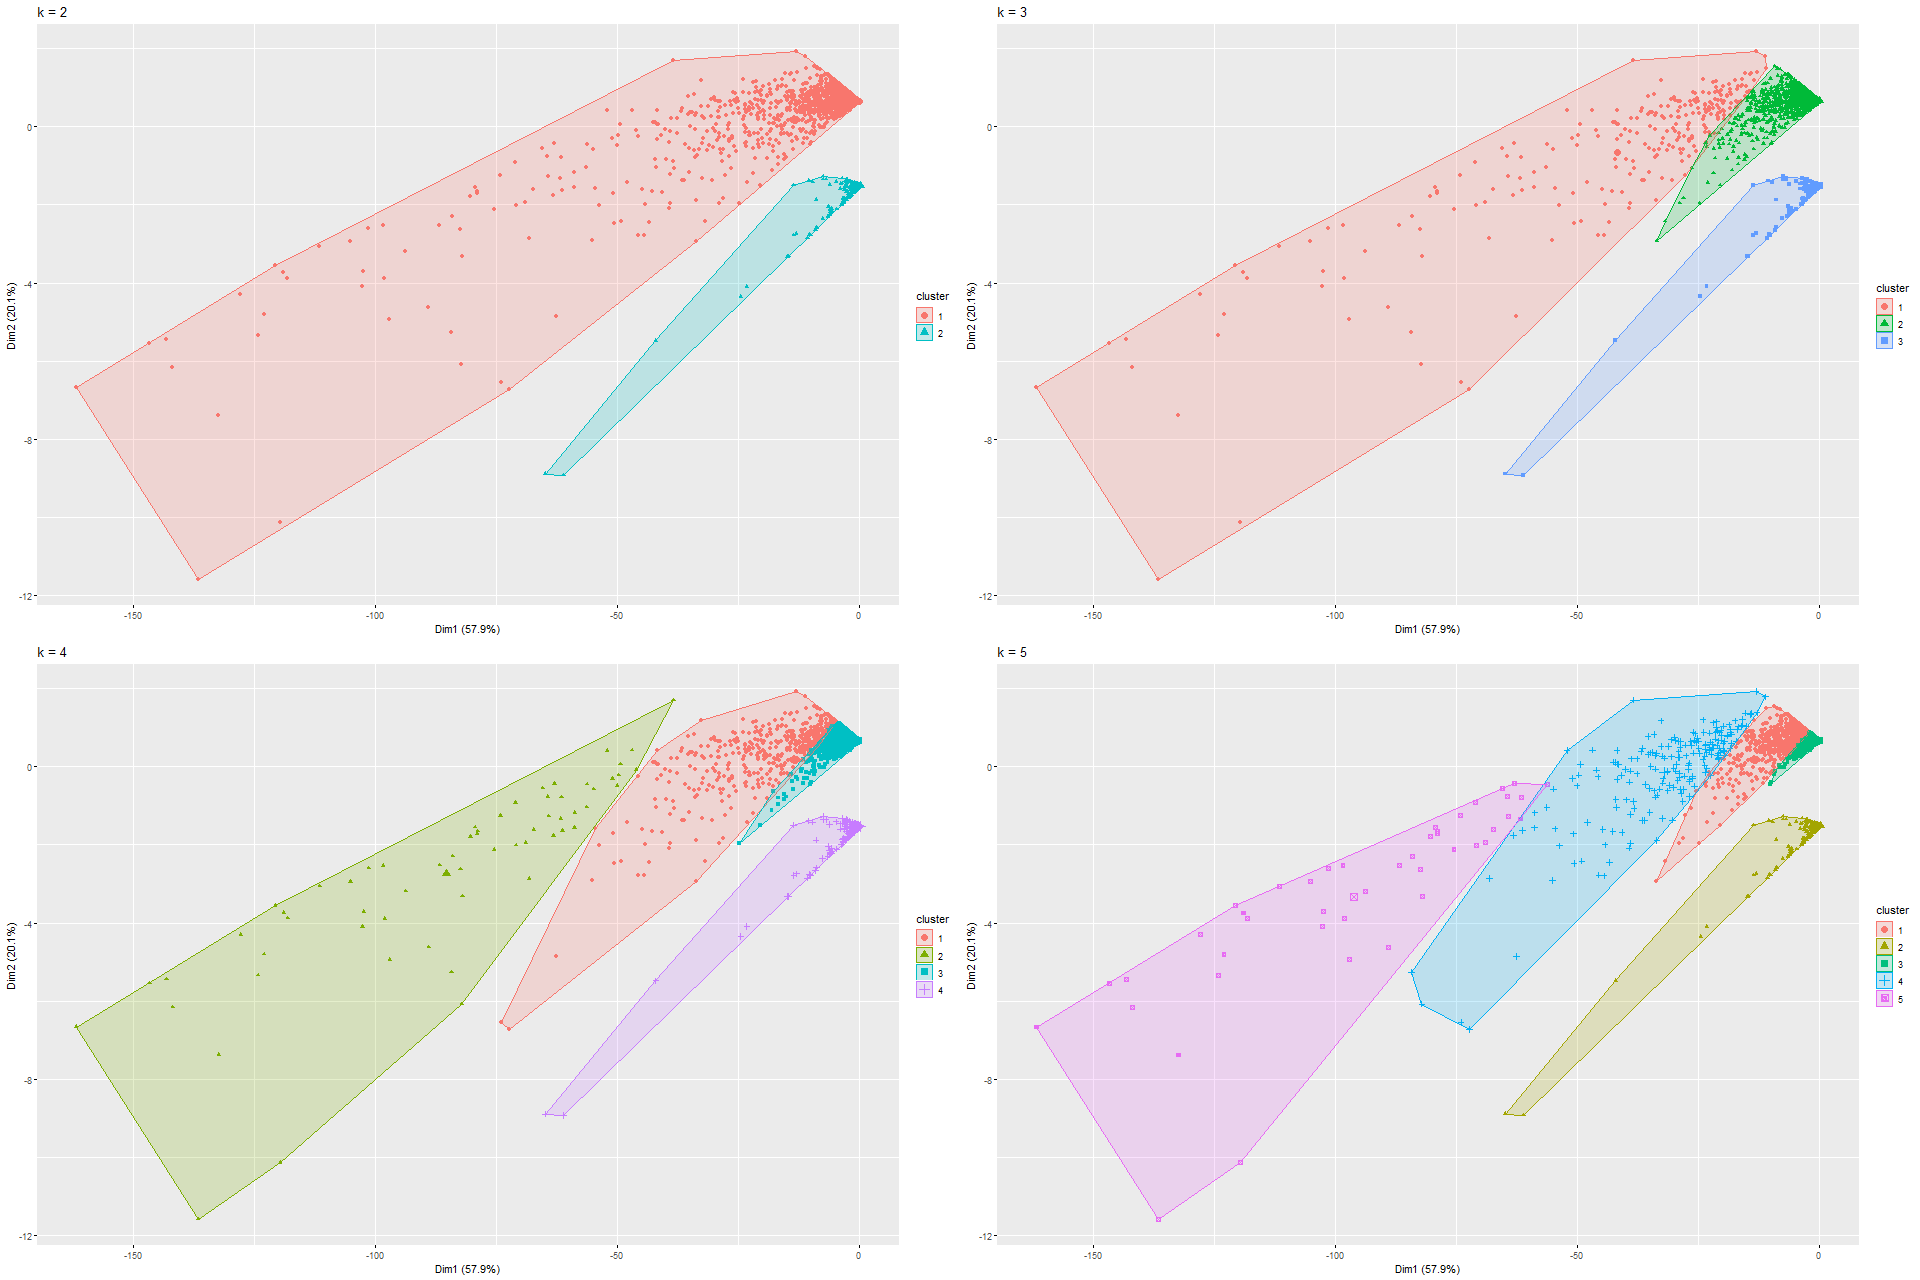 k = 2
0
-4
-8
-12
Dim2 (20.1%)
-150
-100
-50
0
Dim1 (57.9%)
cluster
1
2
k = 3
0
-4
-8
-12
Dim2 (20.1%)
-150
-100
-50
0
Dim1 (57.9%)
cluster
1
2
3
k = 4
0
-4
-8
-12
Dim2 (20.1%)
-150
-100
-50
0
Dim1 (57.9%)
cluster
1
2
3
4
k = 5
0
-4
-8
-12
Dim2 (20.1%)
-150
-100
-50
0
Dim1 (57.9%)
cluster
1
2
3
4
5